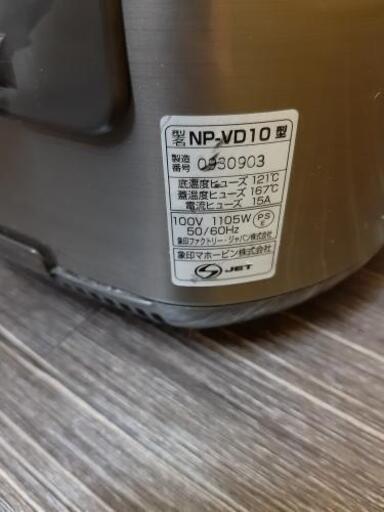 型名 NP-VD10 型
製造番号 0930903
底温度ヒューズ 121℃
蓋温度ヒューズ 167℃
電流ヒューズ 15A
100V 1105W PSE
50/60Hz
象印ファクトリー・ジャパン株式会社
象印マホービン株式会社
JET